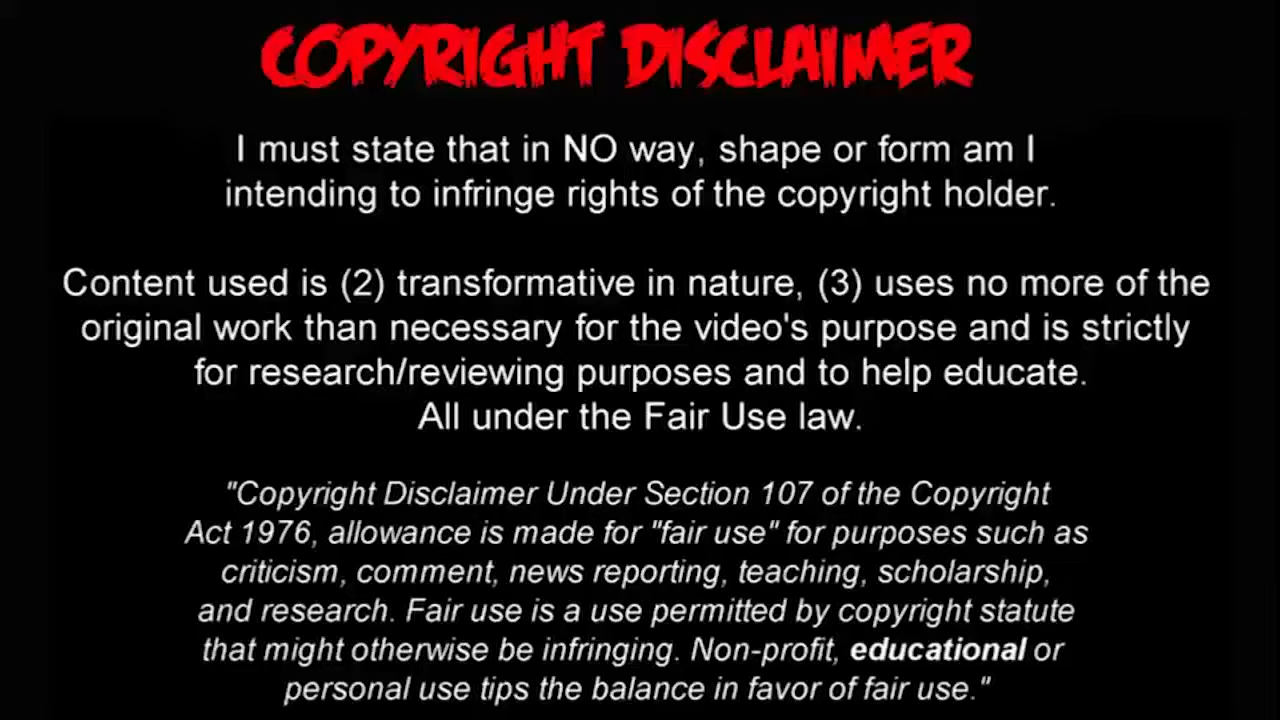 COPYRIGHT DISCLAIMER
I must state that in NO way, shape or form am I
intending to infringe rights of the copyright holder.
Content used is (2) transformative in nature, (3) uses no more of the
original work than necessary for the video's purpose and is strictly
for research/reviewing purposes and to help educate.
All under the Fair Use law.
"Copyright Disclaimer Under Section 107 of the Copyright
Act 1976, allowance is made for "fair use" for purposes such as
criticism, comment, news reporting, teaching, scholarship,
and research. Fair use is a use permitted by copyright statute
that might otherwise be infringing. Non-profit, educational or
personal use tips the balance in favor of fair use."